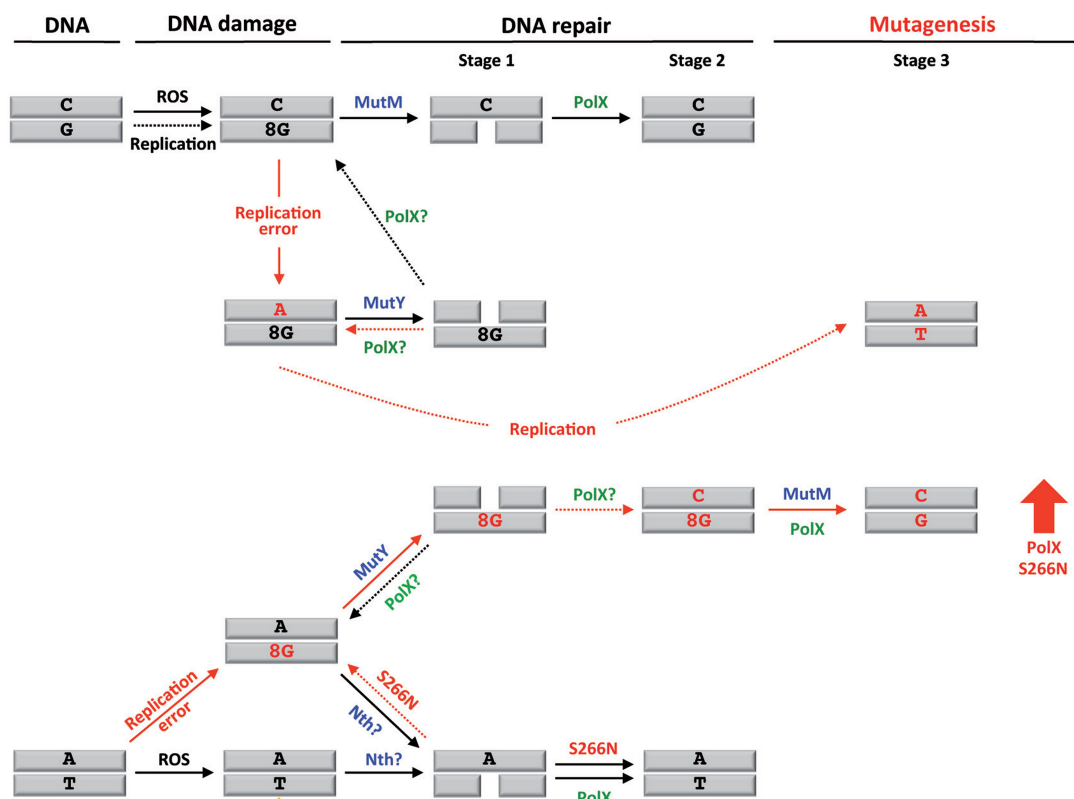 DNA DNA damage DNA repair Mutagenesis
Stage 1 Stage 2 Stage 3
C ROS C MutM C PolX C
G Replication 8G G
Replication
error
PolX?
A MutY A
8G PolX? 8G T
Replication
PolX? C MutM C
8G 8G PolX G
PolX
S266N
MutY
PolX?
A
8G
Replication
error
S266N
Nth?
A ROS A Nth? A S266N A
T T PolX T